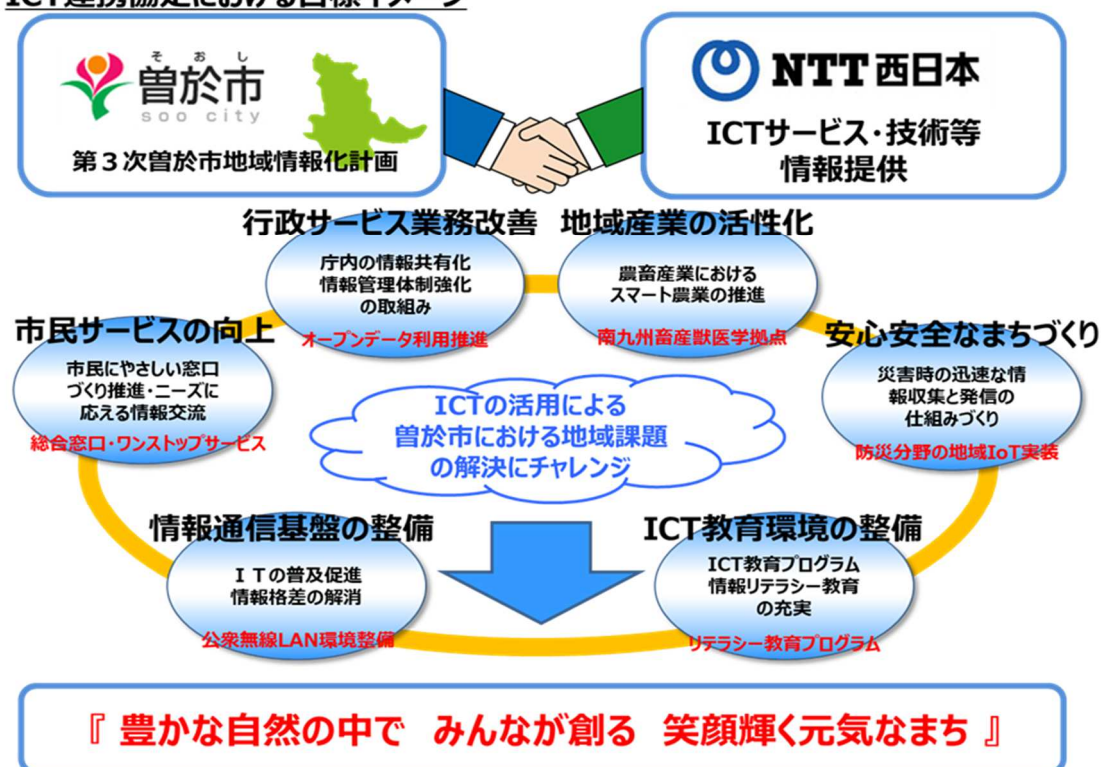 ICT連携協定における目標イメージ
そおし
曽於市
soo city
第3次曽於市地域情報化計画
NTT西日本
ICTサービス・技術等
情報提供
行政サービス業務改善
庁内の情報共有化
情報管理体制強化
の取組み
オープンデータ利用推進
地域産業の活性化
農畜産業における
スマート農業の推進
南九州畜産獣医学拠点
市民サービスの向上
市民にやさしい窓口
づくり推進・ニーズに
応える情報交流
総合窓口・ワンストップサービス
安心安全なまちづくり
災害時の迅速な情
報収集と発信の
仕組みづくり
防災分野の地域IoT実装
ICTの活用による
曽於市における地域課題
の解決にチャレンジ
情報通信基盤の整備
ITの普及促進
情報格差の解消
公衆無線LAN環境整備
ICT教育環境の整備
ICT教育プログラム
情報リテラシー教育
の充実
リテラシー教育プログラム
『 豊かな自然の中で みんなが創る 笑顔輝く元気なまち 』